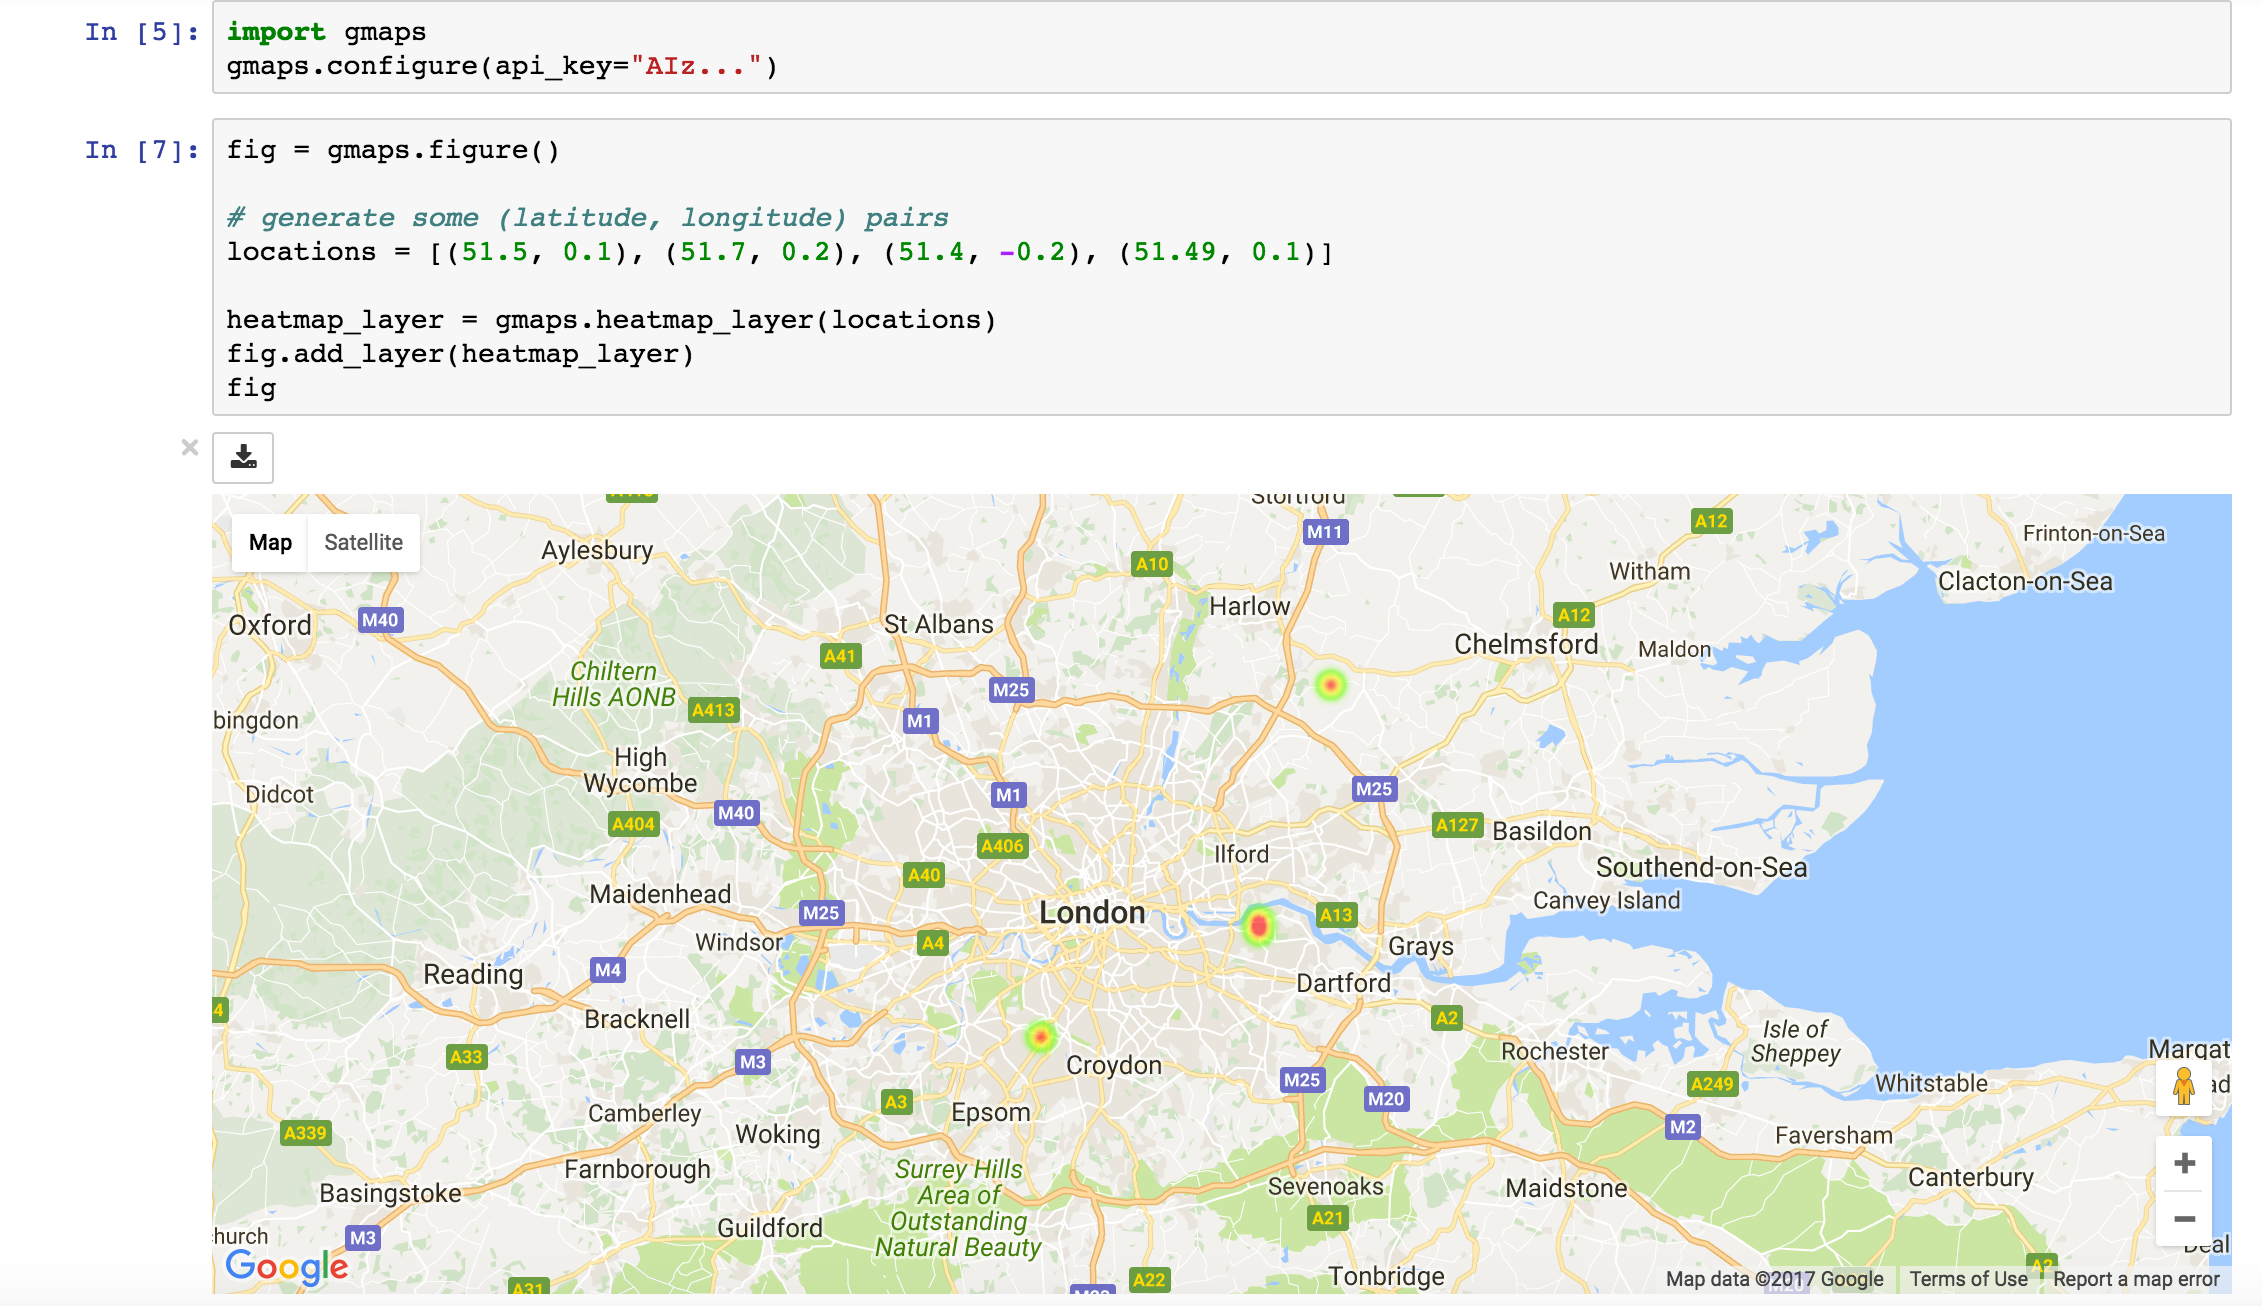 In [5]:
import gmaps
gmaps.configure(api_key="AIz...")
In [7]:
fig = gmaps.figure()
# generate some (latitude, longitude) pairs
locations = [(51.5, 0.1), (51.7, 0.2), (51.4, -0.2), (51.49, 0.1)]
heatmap_layer = gmaps.heatmap_layer(locations)
fig.add_layer(heatmap_layer)
fig
Stortford
Map Satellite
M11
A12
Frinton-on-Sea
Aylesbury
A10
Witham
Clacton-on-Sea
Oxford
M40
St Albans
Harlow
A12
Chelmsford
Maldon
A41
Chiltern
Hills AONB
A413
M25
M1
bingdon
High
Wycombe
Didcot
M40
M1
M25
A404
A406
A127
Basildon
Ilford
A40
Southend-on-Sea
Maidenhead
Canvey Island
M25
London
A13
Windsor
A4
Grays
Reading
M4
Dartford
4
Bracknell
A2
Isle of
Sheppey
A33
M3
Croydon
Rochester
Margat
M25
A249
Whitstable
ad
A3
M20
Camberley
Epsom
A339
Woking
M2
Faversham
Farnborough
Surrey Hills
Area of
Outstanding
Natural Beauty
Basingstoke
Sevenoaks
Maidstone
Canterbury
A21
Guildford
hurch
M3
Deal
Google
A31
A22
Tonbridge
A2
M20
Map data ©2017 Google
Terms of Use
Report a map error